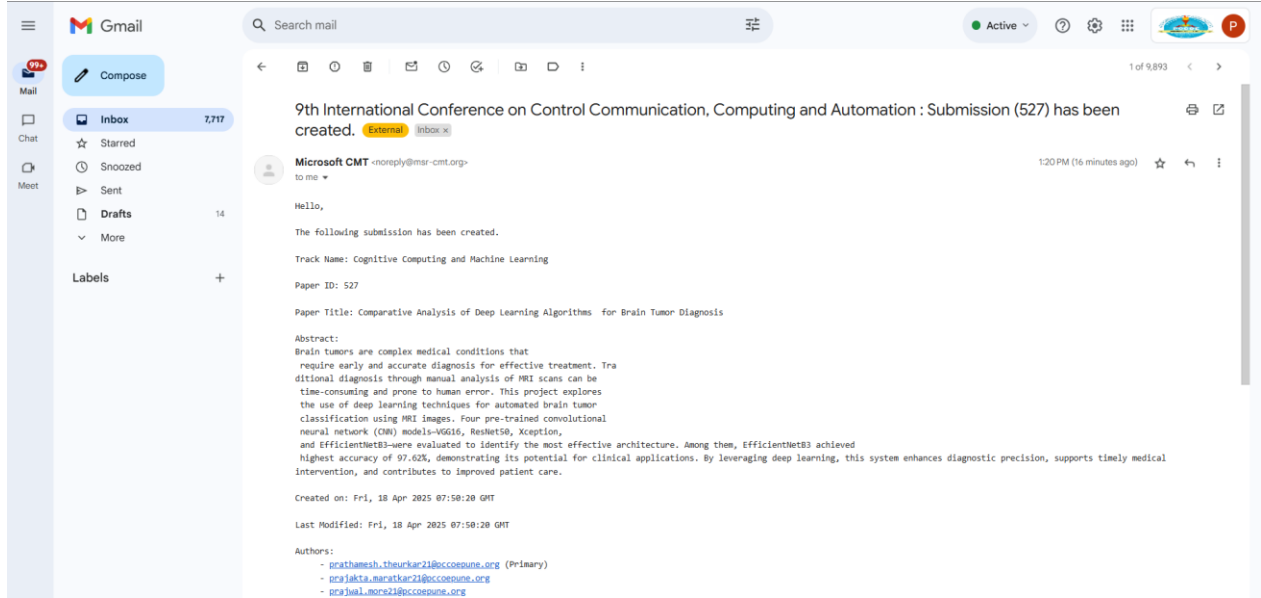 Gmail
Search mail
Active
P
99+
Mail
Compose
1 of 9,893
Chat
Meet
Inbox 7,717
Starred
Snoozed
Sent
Drafts 14
More
Labels +
9th International Conference on Control Communication, Computing and Automation : Submission (527) has been
created. External Inbox x
Microsoft CMT <noreply@msr-cmt.org>
1:20 PM (16 minutes ago)
to me
Hello,
The following submission has been created.
Track Name: Cognitive Computing and Machine Learning
Paper ID: 527
Paper Title: Comparative Analysis of Deep Learning Algorithms  for Brain Tumor Diagnosis
Abstract:
Brain tumors are complex medical conditions that
require early and accurate diagnosis for effective treatment. Tra
ditional diagnosis through manual analysis of MRI scans can be
time-consuming and prone to human error. This project explores
the use of deep learning techniques for automated brain tumor
classification using MRI images. Four pre-trained convolutional
neural network (CNN) models—VGG16, ResNet50, Xception,
and EfficientNetB3—were evaluated to identify the most effective architecture. Among them, EfficientNetB3 achieved
highest accuracy of 97.62%, demonstrating its potential for clinical applications. By leveraging deep learning, this system enhances diagnostic precision, supports timely medical
intervention, and contributes to improved patient care.
Created on: Fri, 18 Apr 2025 07:50:20 GMT
Last Modified: Fri, 18 Apr 2025 07:50:20 GMT
Authors:
- prathamesh.theurkar21@pccoepune.org (Primary)
- prajakta.maratkar21@pccoepune.org
- prajwal.more21@pccoepune.org